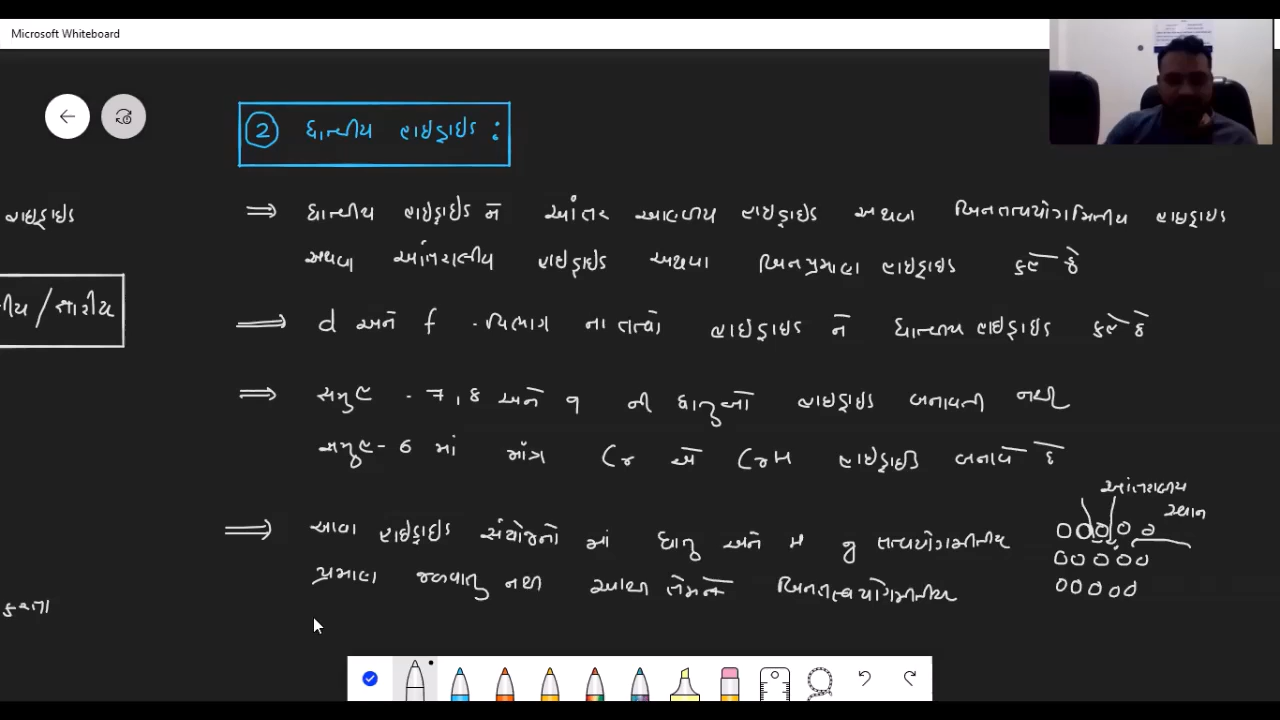 Microsoft Whiteboard
2 ધાત્વીય હાઇડ્રાઇડ :
હાઇડ્રાઇડ
⇒ ધાત્વીય હાઇડ્રાઇડ ને આંતર આણ્વીય હાઇડ્રાઇડ અથવા બિનતત્વયોગમિતીય હાઇડ્રાઇડ
અથવા આંતરાલીય હાઇડ્રાઇડ અથવા બિનપ્રમાણ હાઇડ્રાઇડ કહે છે
/ ક્ષારીય
⇒ d અને f - વિભાગ ના તત્વો હાઇડ્રાઇડ ને ધાત્વીય હાઇડ્રાઇડ કહે છે
⇒ સમુહ - 7, 8 અને 9 ની ધાતુઓ હાઇડ્રાઇડ બનાવતી નથી
સમુહ - 6 માં માત્ર Cr એ CrH હાઇડ્રાઇડ બનાવે છે
આંતરાલીય
સ્થાન
⇒ આવા હાઇડ્રાઇડ સંયોજનો માં ધાતુ અને H નુ તત્વયોગમીતીય
પ્રમાણ જળવાતુ નથી આથી તેમને બિનતત્વયોગમીતીય